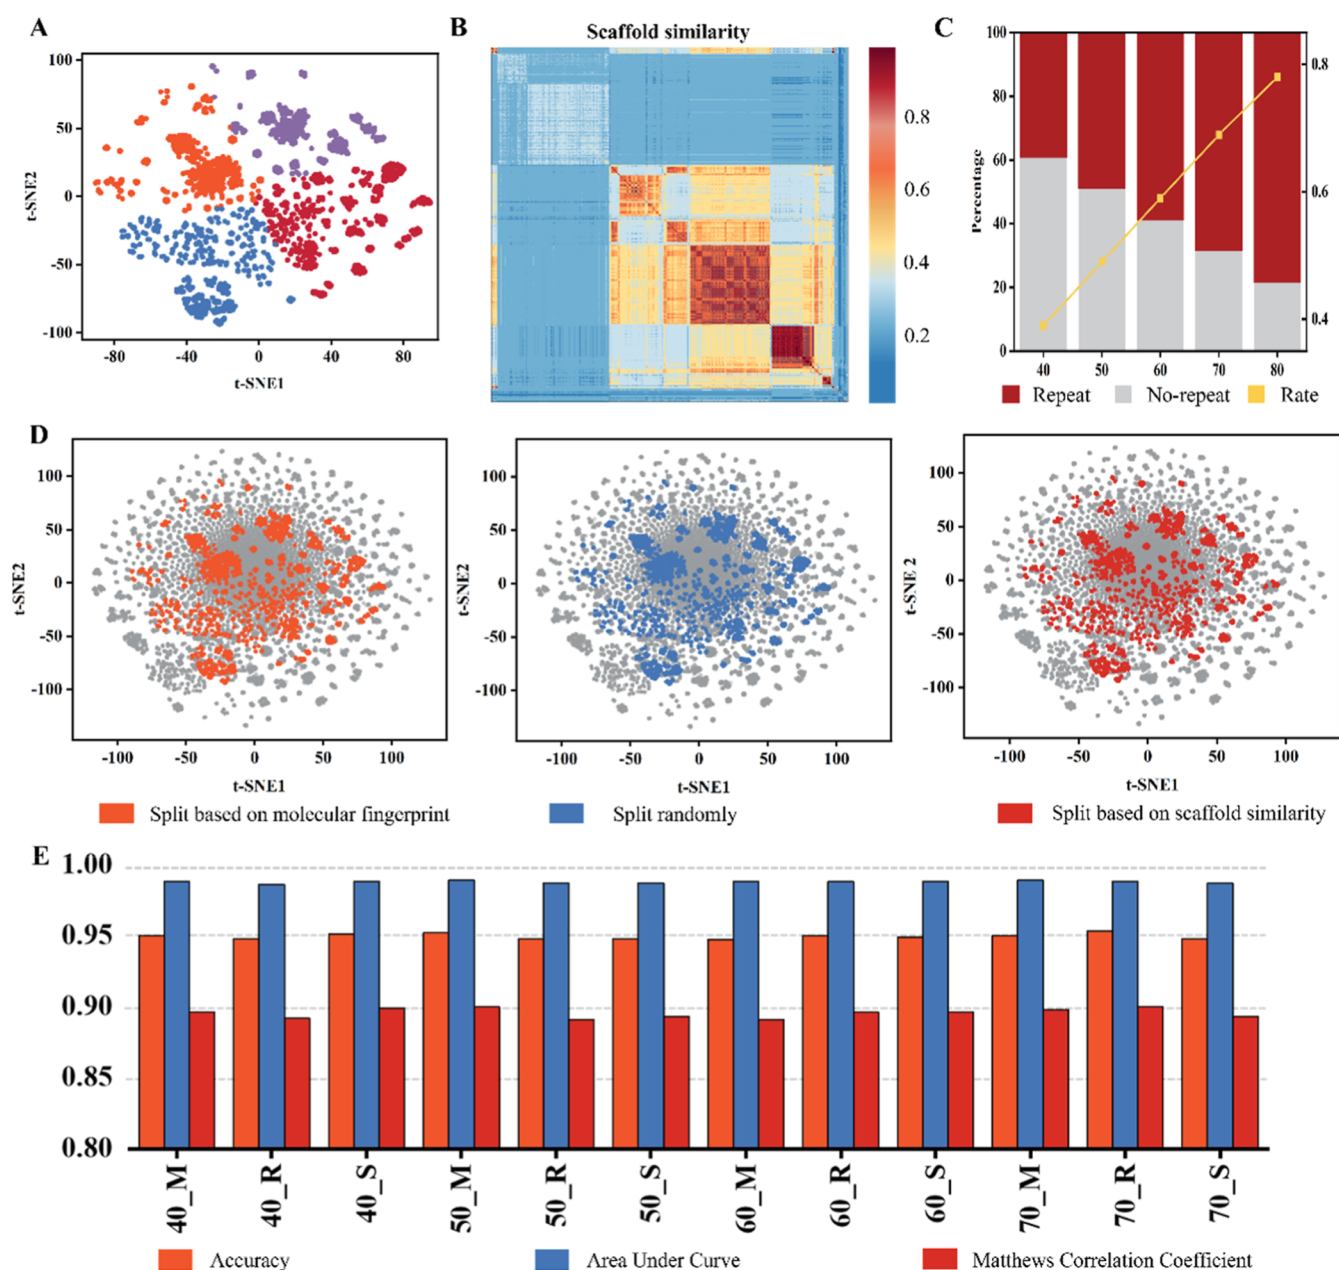 A
100
50
0
-50
-100
t-SNE2
-80 -40 0 40 80
t-SNE1
B
Scaffold similarity
0.8
0.6
0.4
0.2
C
100
80
60
40
20
0
Percentage
0.8
0.6
0.4
40 50 60 70 80
Repeat No-repeat Rate
D
100
50
0
-50
-100
t-SNE2
-100 -50 0 50 100
t-SNE1
Split based on molecular fingerprint
100
50
0
-50
-100
t-SNE2
-100 -50 0 50 100
t-SNE1
Split randomly
100
50
0
-50
-100
t-SNE 2
-100 -50 0 50 100
t-SNE1
Split based on scaffold similarity
E
1.00
0.95
0.90
0.85
0.80
40_M 40_R 40_S 50_M 50_R 50_S 60_M 60_R 60_S 70_M 70_R 70_S
Accuracy Area Under Curve Matthews Correlation Coefficient